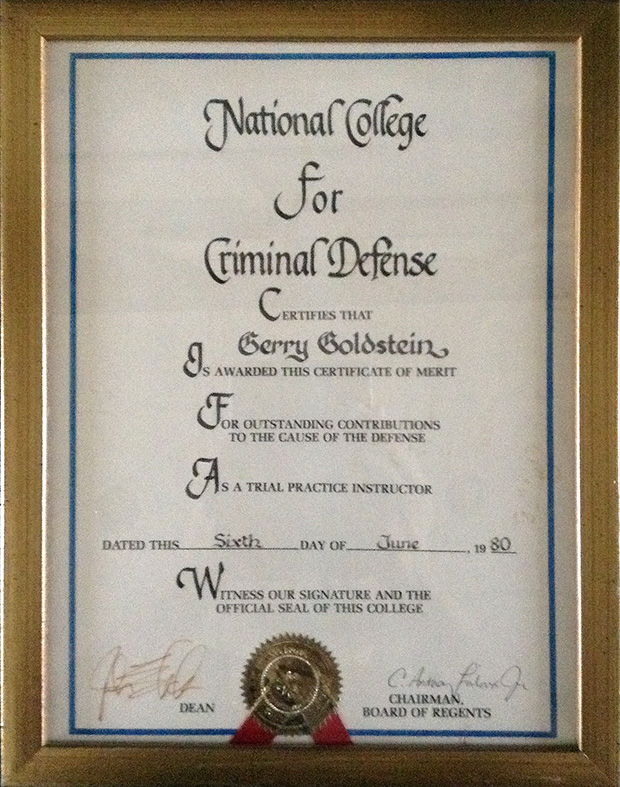 National College
For
Criminal Defense
CERTIFIES THAT
Gerry Goldstein
IS AWARDED THIS CERTIFICATE OF MERIT
FOR OUTSTANDING CONTRIBUTIONS
TO THE CAUSE OF THE DEFENSE
AS A TRIAL PRACTICE INSTRUCTOR
DATED THIS Sixth DAY OF June, 1980
WITNESS OUR SIGNATURE AND THE
OFFICIAL SEAL OF THIS COLLEGE
DEAN
CHAIRMAN,
BOARD OF REGENTS